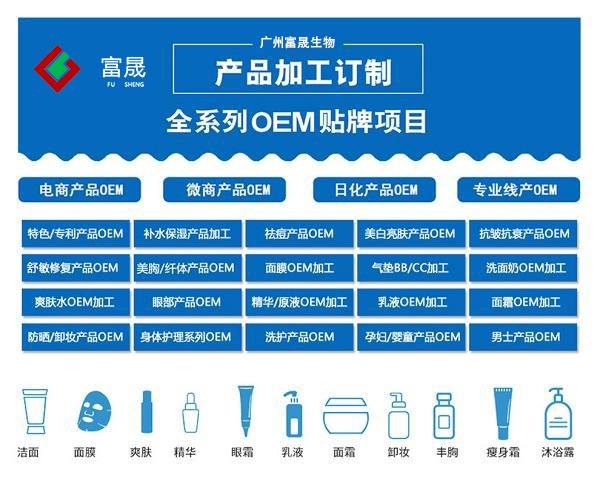 广州富晟生物
富晟
FU SHENG
产品加工订制
全系列OEM贴牌项目
电商产品OEM
微商产品OEM
日化产品OEM
专业线产OEM
特色/专利产品OEM
补水保湿产品加工
祛痘产品OEM
美白亮肤产品OEM
抗皱抗衰产品OEM
舒敏修复产品OEM
美胸/纤体产品OEM
面膜OEM加工
气垫BB/CC加工
洗面奶OEM加工
爽肤水OEM加工
眼部产品OEM
精华/原液OEM加工
乳液OEM加工
面霜OEM加工
防晒/卸妆产品OEM
身体护理系列OEM
洗护产品OEM
孕妇/婴童产品OEM
男士产品OEM
洁面
面膜
爽肤
精华
眼霜
乳液
面霜
卸妆
丰胸
瘦身霜
沐浴露